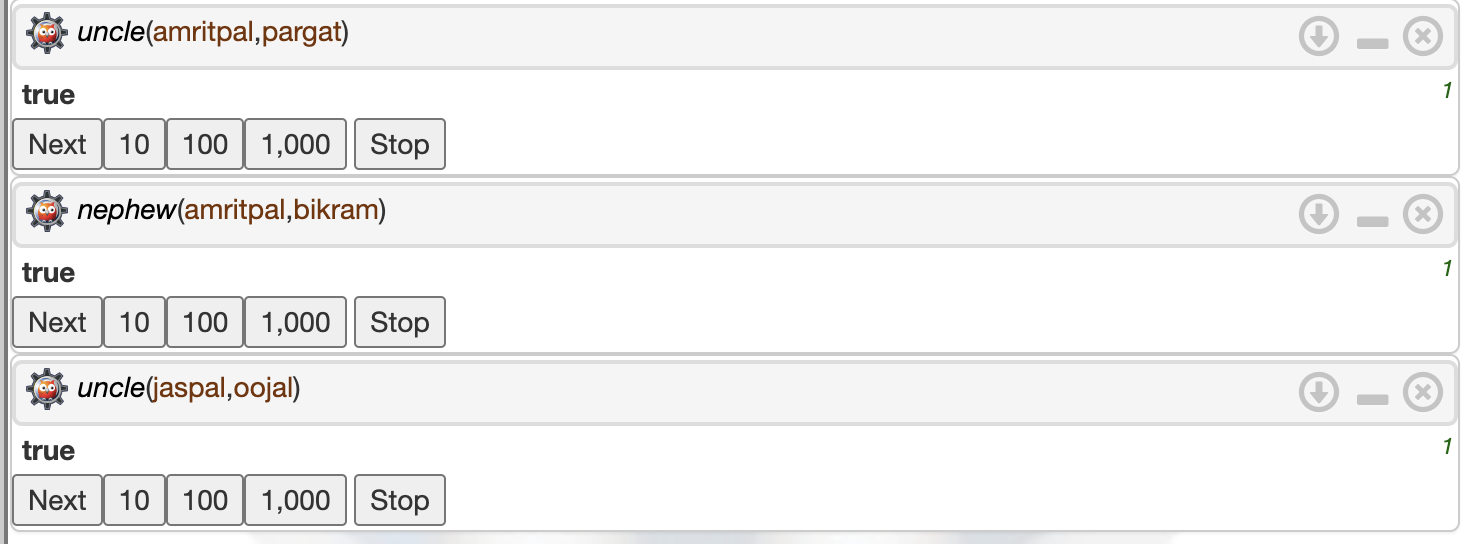 uncle(amritpal,pargat)
true 1
Next 10 100 1,000 Stop
nephew(amritpal,bikram)
true 1
Next 10 100 1,000 Stop
uncle(jaspal,oojal)
true 1
Next 10 100 1,000 Stop